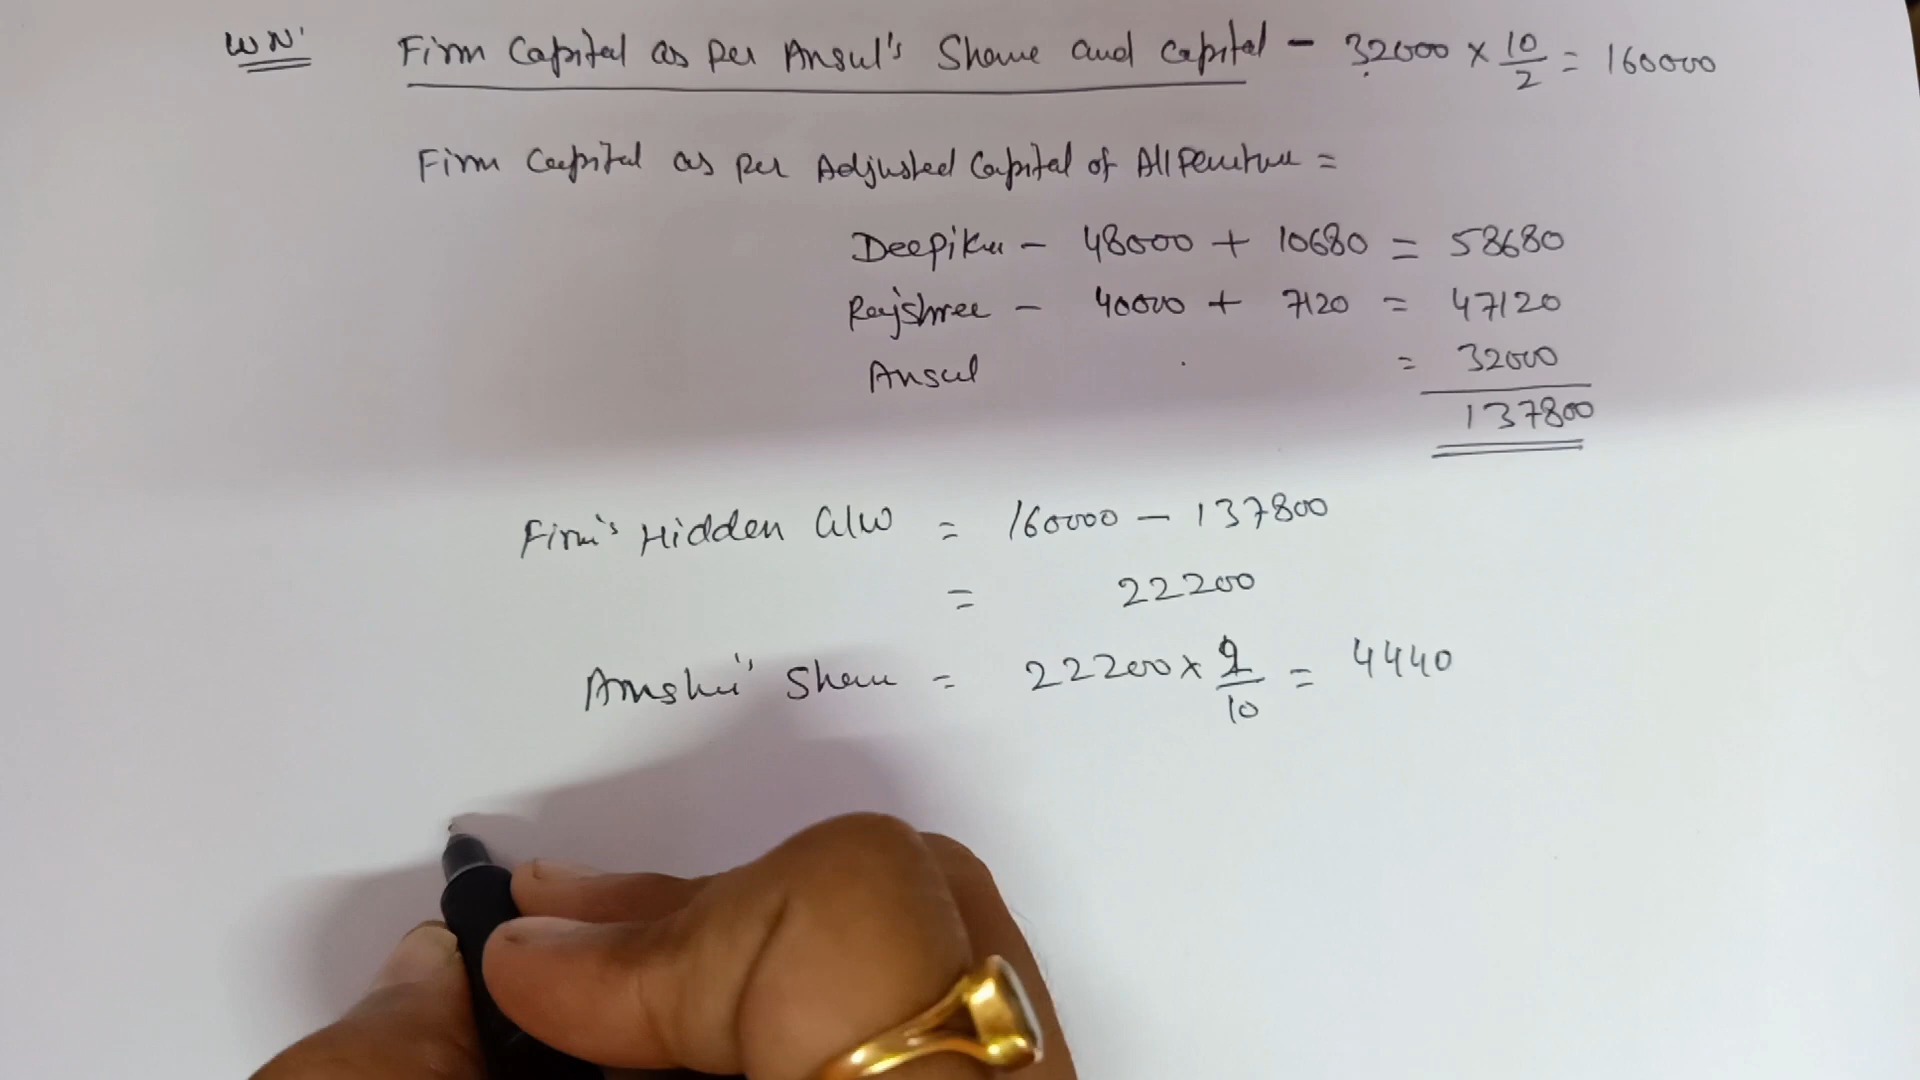 WN' Firm Capital as Per Ansul's Share and Capital - 32000 × 10/2 = 160000
Firm Capital as per Adjusted Capital of All Partner =
Deepika - 48000 + 10680 = 58680
Rajshree - 40000 + 7120 = 47120
Ansul = 32000
137800
Firm's Hidden G/W = 160000 - 137800
= 22200
Anshu's Share = 22200 × 2/10 = 4440